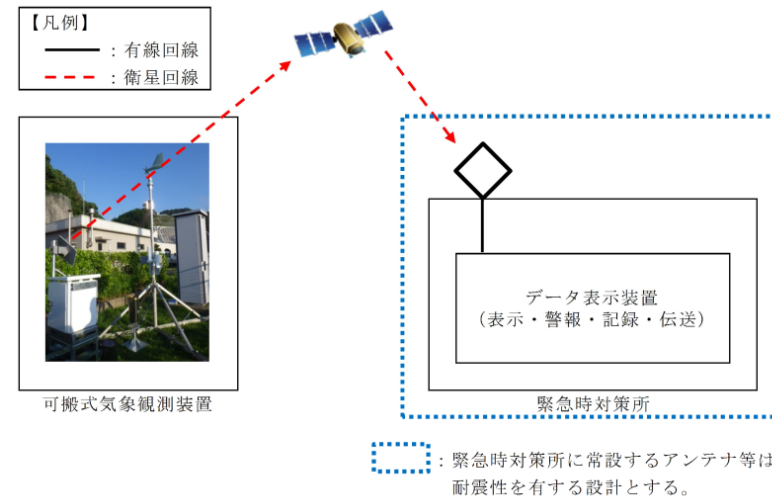 【凡例】
：有線回線
：衛星回線
データ表示装置
（表示・警報・記録・伝送）
可搬式気象観測装置
緊急時対策所
：緊急時対策所に常設するアンテナ等は
耐震性を有する設計とする。